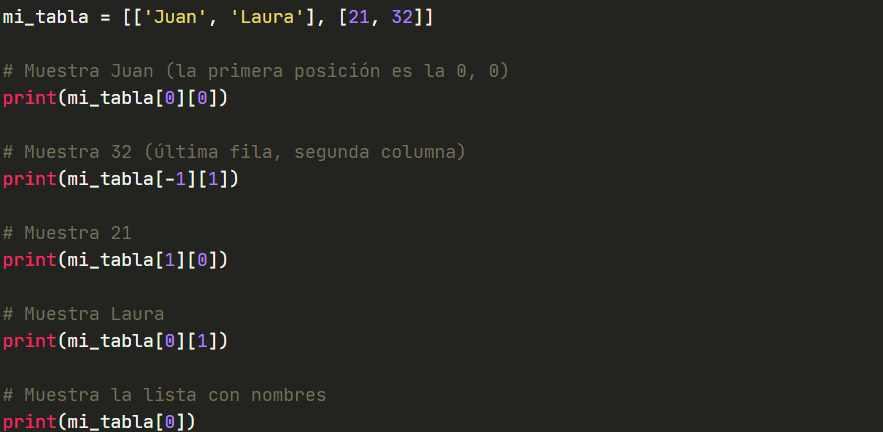 mi_tabla = [['Juan', 'Laura'], [21, 32]]
# Muestra Juan (la primera posición es la 0, 0)
print(mi_tabla[0][0])
# Muestra 32 (última fila, segunda columna)
print(mi_tabla[-1][1])
# Muestra 21
print(mi_tabla[1][0])
# Muestra Laura
print(mi_tabla[0][1])
# Muestra la lista con nombres
print(mi_tabla[0])